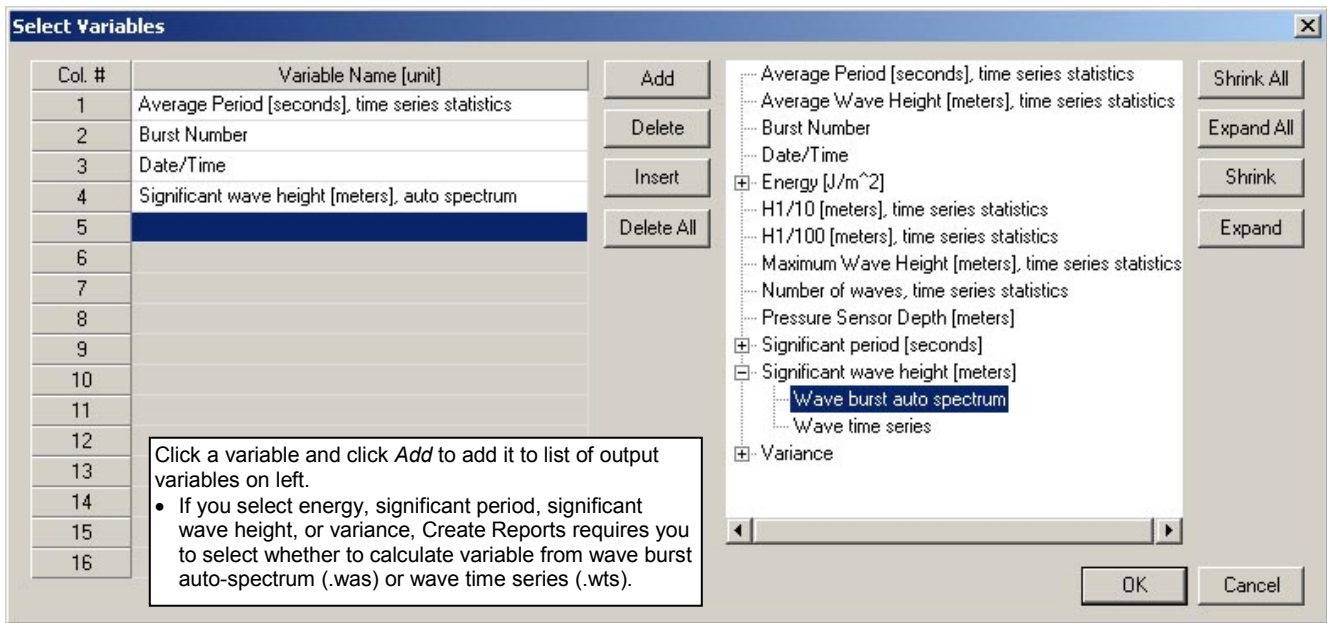 Select Variables
Col. # Variable Name [unit]
1 Average Period [seconds], time series statistics
2 Burst Number
3 Date/Time
4 Significant wave height [meters], auto spectrum
5
6
7
8
9
10
11
12
13
14
15
16
Add
Delete
Insert
Delete All
Average Period [seconds], time series statistics
Average Wave Height [meters], time series statistics
Burst Number
Date/Time
Energy [J/m^2]
H1/10 [meters], time series statistics
H1/100 [meters], time series statistics
Maximum Wave Height [meters], time series statistics
Number of waves, time series statistics
Pressure Sensor Depth [meters]
Significant period [seconds]
Significant wave height [meters]
Wave burst auto spectrum
Wave time series
Variance
Shrink All
Expand All
Shrink
Expand
Click a variable and click Add to add it to list of output
variables on left.
• If you select energy, significant period, significant
wave height, or variance, Create Reports requires you
to select whether to calculate variable from wave burst
auto-spectrum (.was) or wave time series (.wts).
OK Cancel